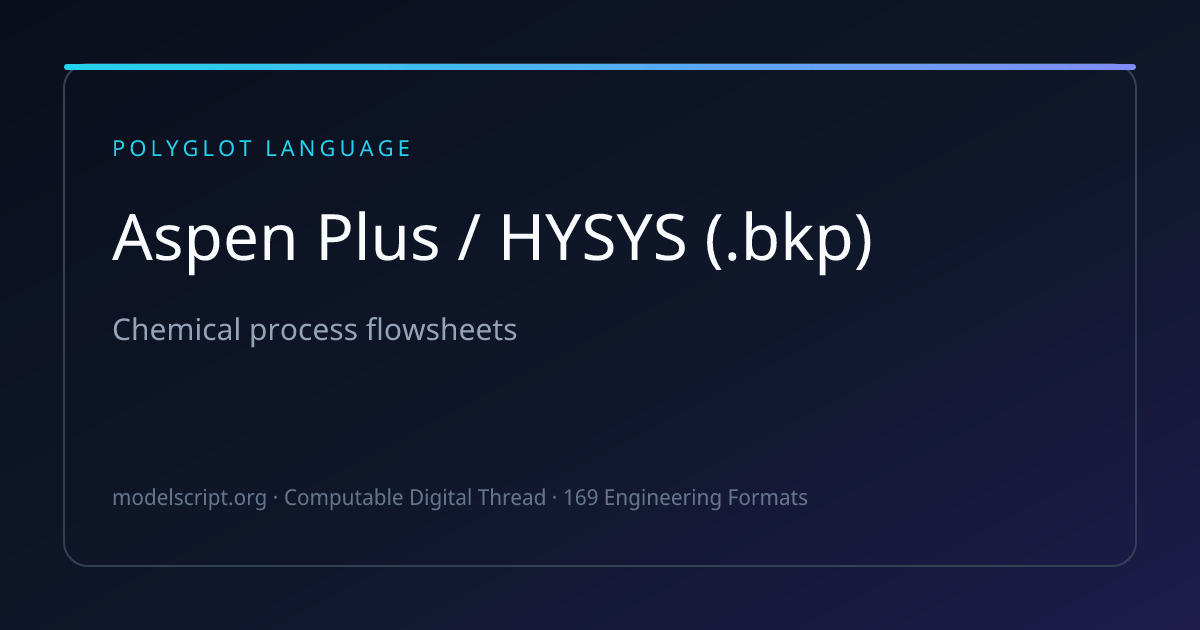 POLYGLOT LANGUAGE
Aspen Plus / HYSYS (.bkp)
Chemical process flowsheets
modelscript.org · Computable Digital Thread · 169 Engineering Formats